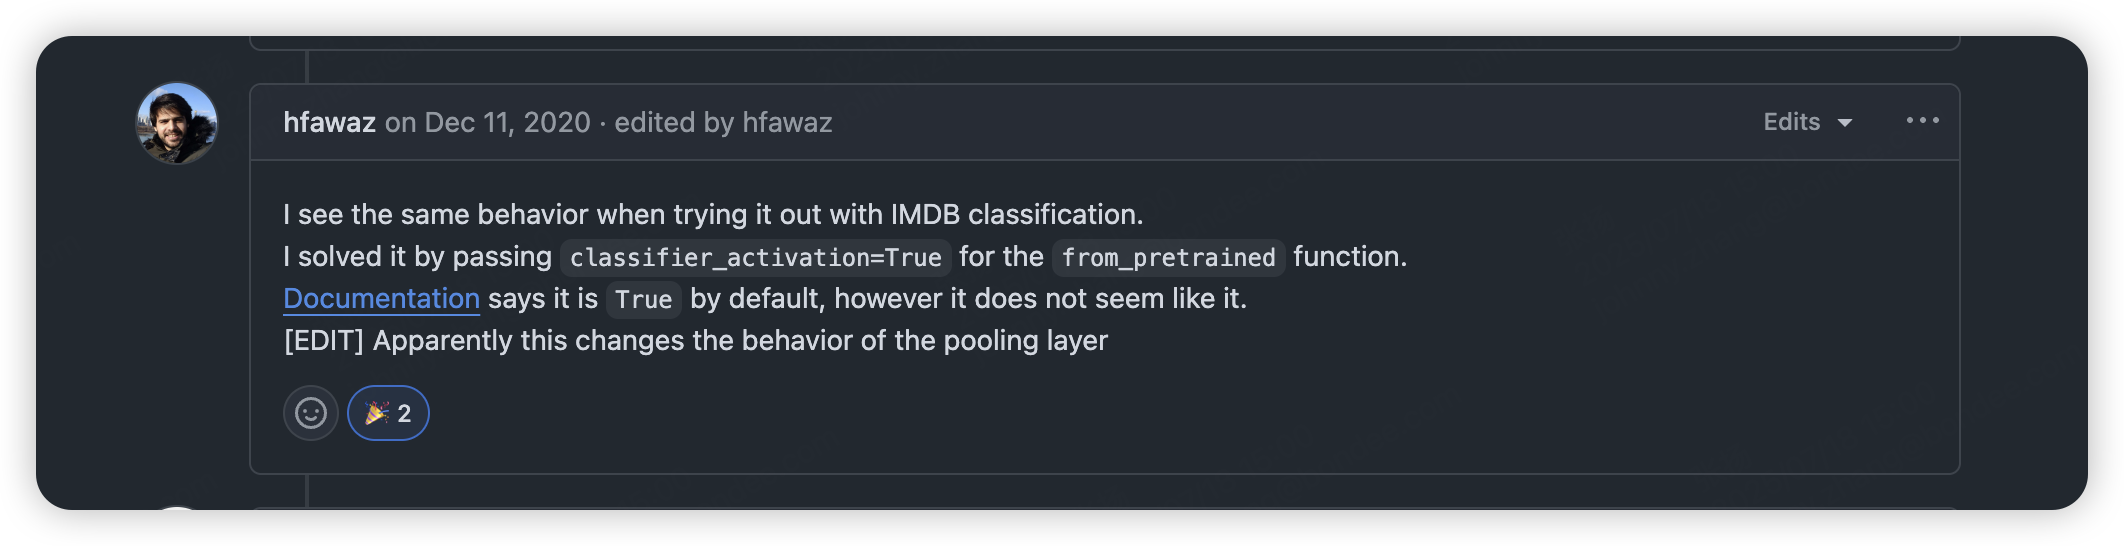 hfawaz on Dec 11, 2020 · edited by hfawaz
Edits
I see the same behavior when trying it out with IMDB classification.
I solved it by passing classifier_activation=True for the from_pretrained function.
Documentation says it is True by default, however it does not seem like it.
[EDIT] Apparently this changes the behavior of the pooling layer
2